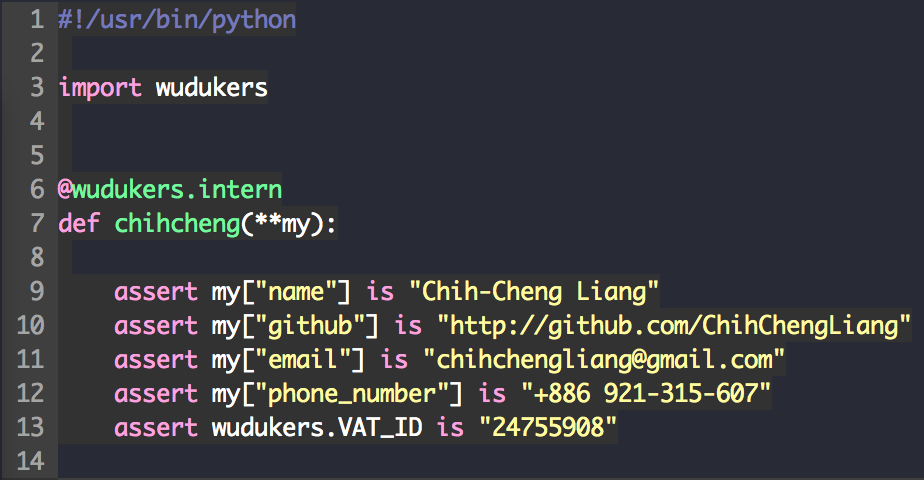 1 #!/usr/bin/python
2
3 import wudukers
4
5
6 @wudukers.intern
7 def chihcheng(**my):
8
9     assert my["name"] is "Chih-Cheng Liang"
10     assert my["github"] is "http://github.com/ChihChengLiang"
11     assert my["email"] is "chihchengliang@gmail.com"
12     assert my["phone_number"] is "+886 921-315-607"
13     assert wudukers.VAT_ID is "24755908"
14